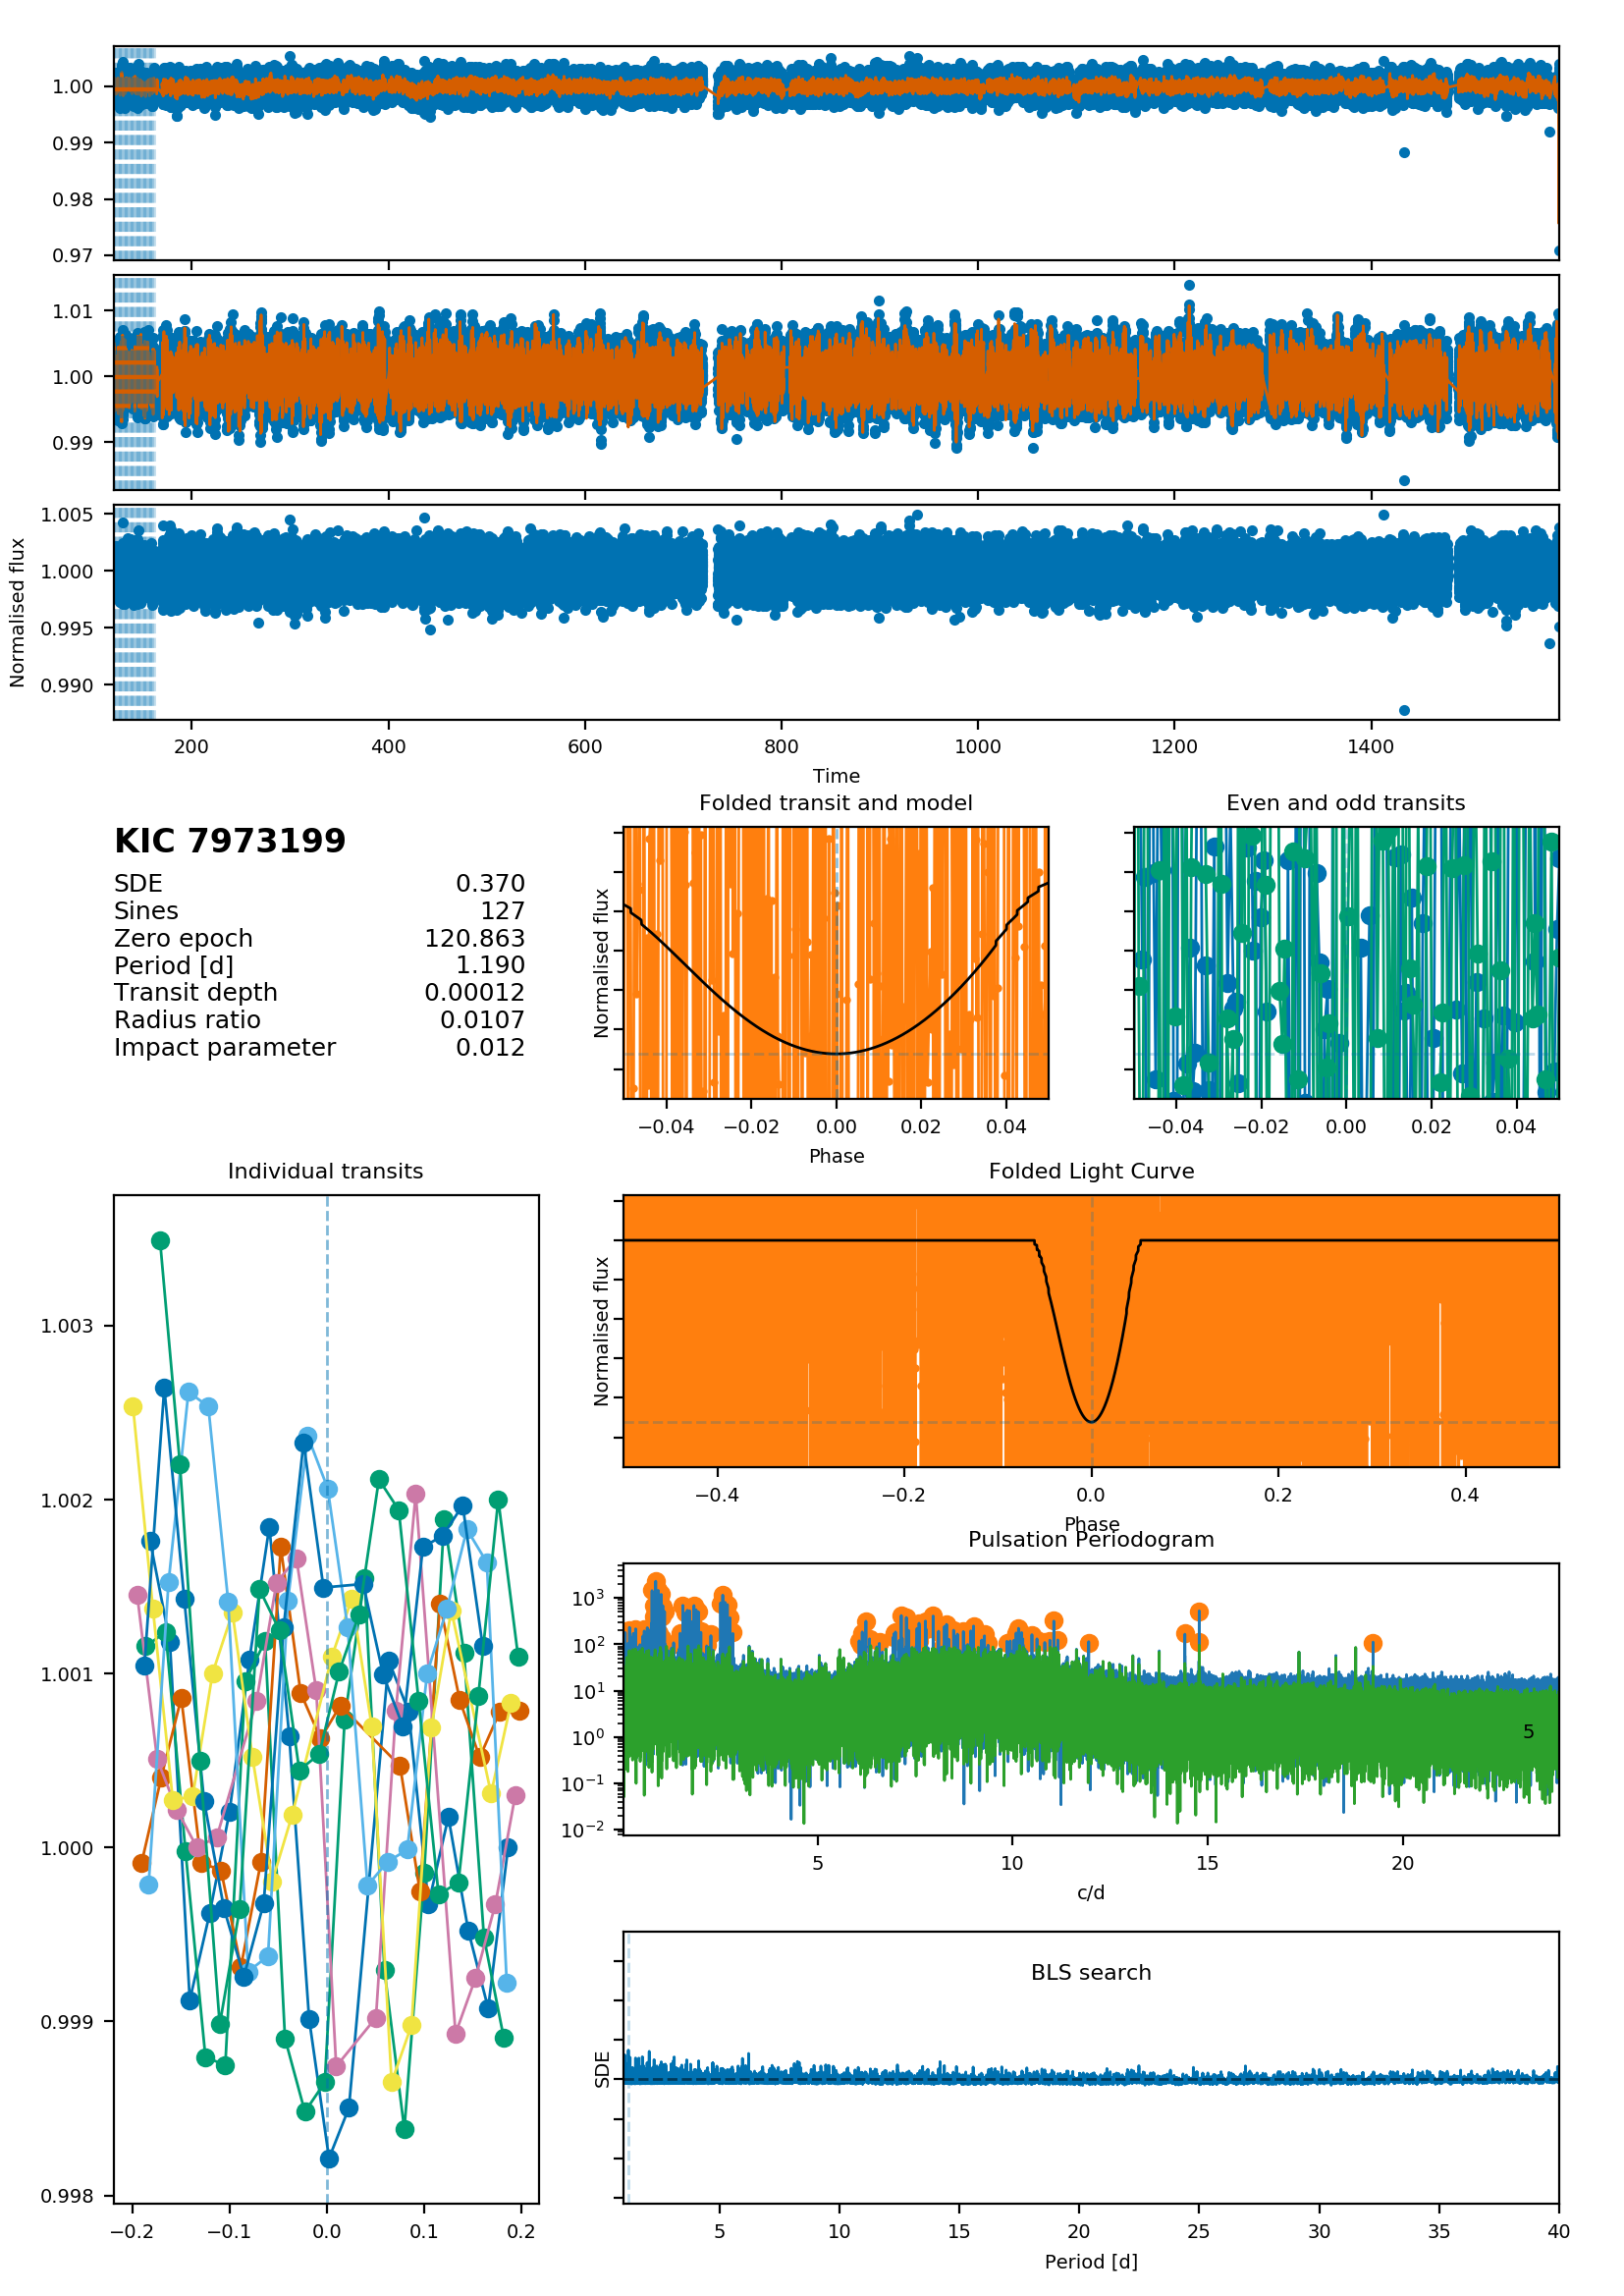 1.00
0.99
0.98
0.97
1.01
1.00
0.99
1.005
1.000
0.995
0.990
Normalised flux
200 400 600 800 1000 1200 1400
Time
KIC 7973199
SDE 0.370
Sines 127
Zero epoch 120.863
Period [d] 1.190
Transit depth 0.00012
Radius ratio 0.0107
Impact parameter 0.012
Folded transit and model
Normalised flux
−0.04 −0.02 0.00 0.02 0.04
Phase
Even and odd transits
−0.04 −0.02 0.00 0.02 0.04
Individual transits
1.003
1.002
1.001
1.000
0.999
0.998
−0.2 −0.1 0.0 0.1 0.2
Folded Light Curve
Normalised flux
−0.4 −0.2 0.0 0.2 0.4
Phase
Pulsation Periodogram
10³
10²
10¹
10⁰
10⁻¹
10⁻²
5
5 10 15 20
c/d
BLS search
SDE
5 10 15 20 25 30 35 40
Period [d]